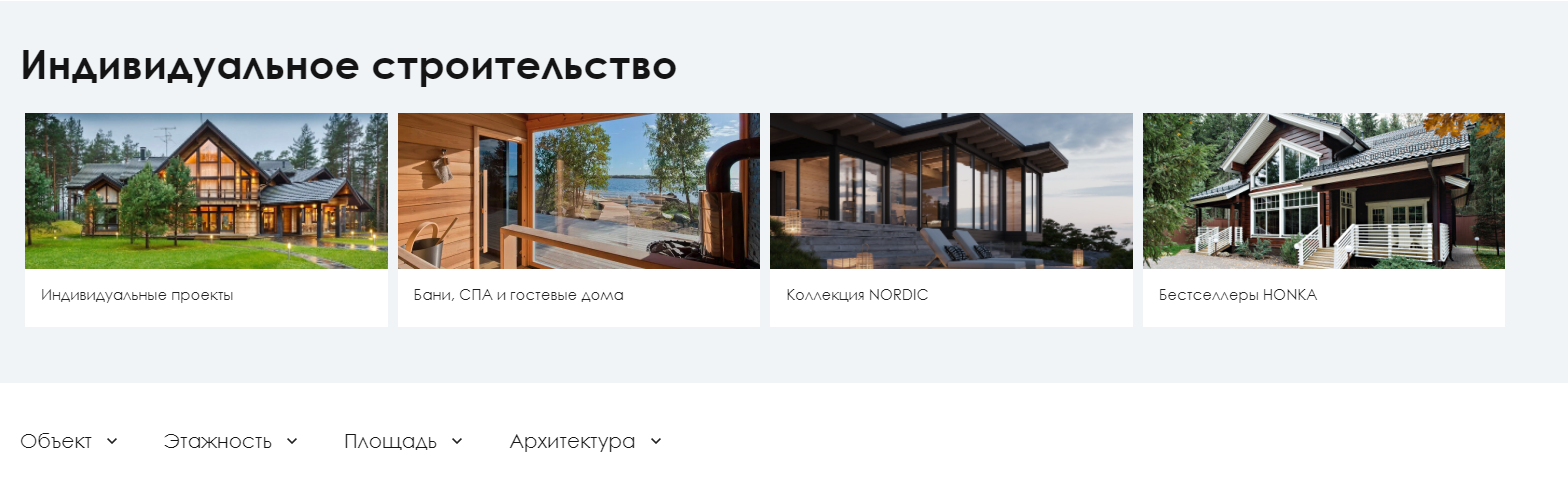 Индивидуальное строительство
Индивидуальные проекты
Бани, СПА и гостевые дома
Коллекция NORDIC
Бестселлеры HONKA
Объект
Этажность
Площадь
Архитектура